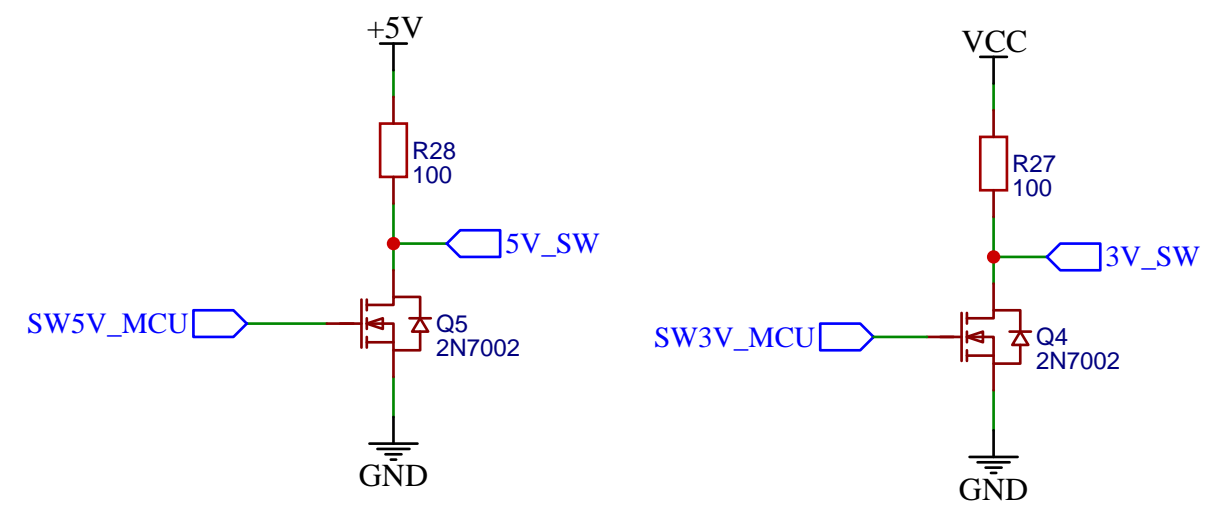 +5V
R28
100
5V_SW
SW5V_MCU
Q5
2N7002
GND
VCC
R27
100
3V_SW
SW3V_MCU
Q4
2N7002
GND